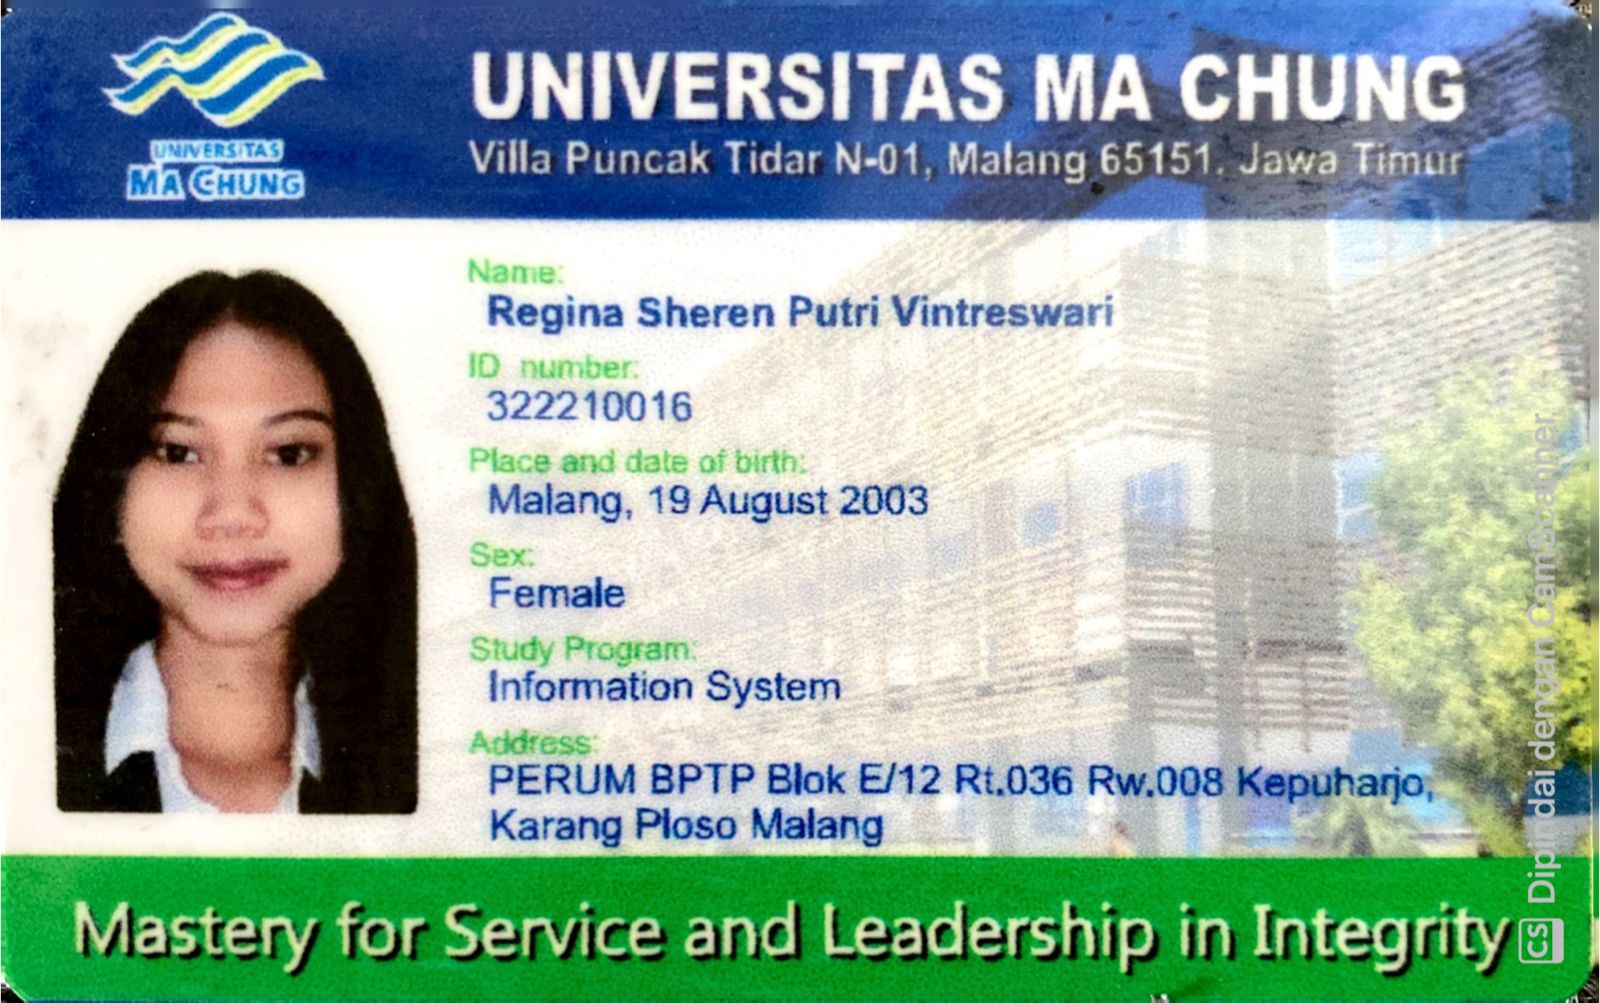 UNIVERSITAS
MA CHUNG
UNIVERSITAS MA CHUNG
Villa Puncak Tidar N-01, Malang 65151. Jawa Timur
Name:
Regina Sheren Putri Vintreswari
ID number:
322210016
Place and date of birth:
Malang, 19 August 2003
Sex:
Female
Study Program:
Information System
Address:
PERUM BPTP Blok E/12 Rt.036 Rw.008 Kepuharjo,
Karang Ploso Malang
Mastery for Service and Leadership in Integrity
CS Dipindai dengan CamScanner